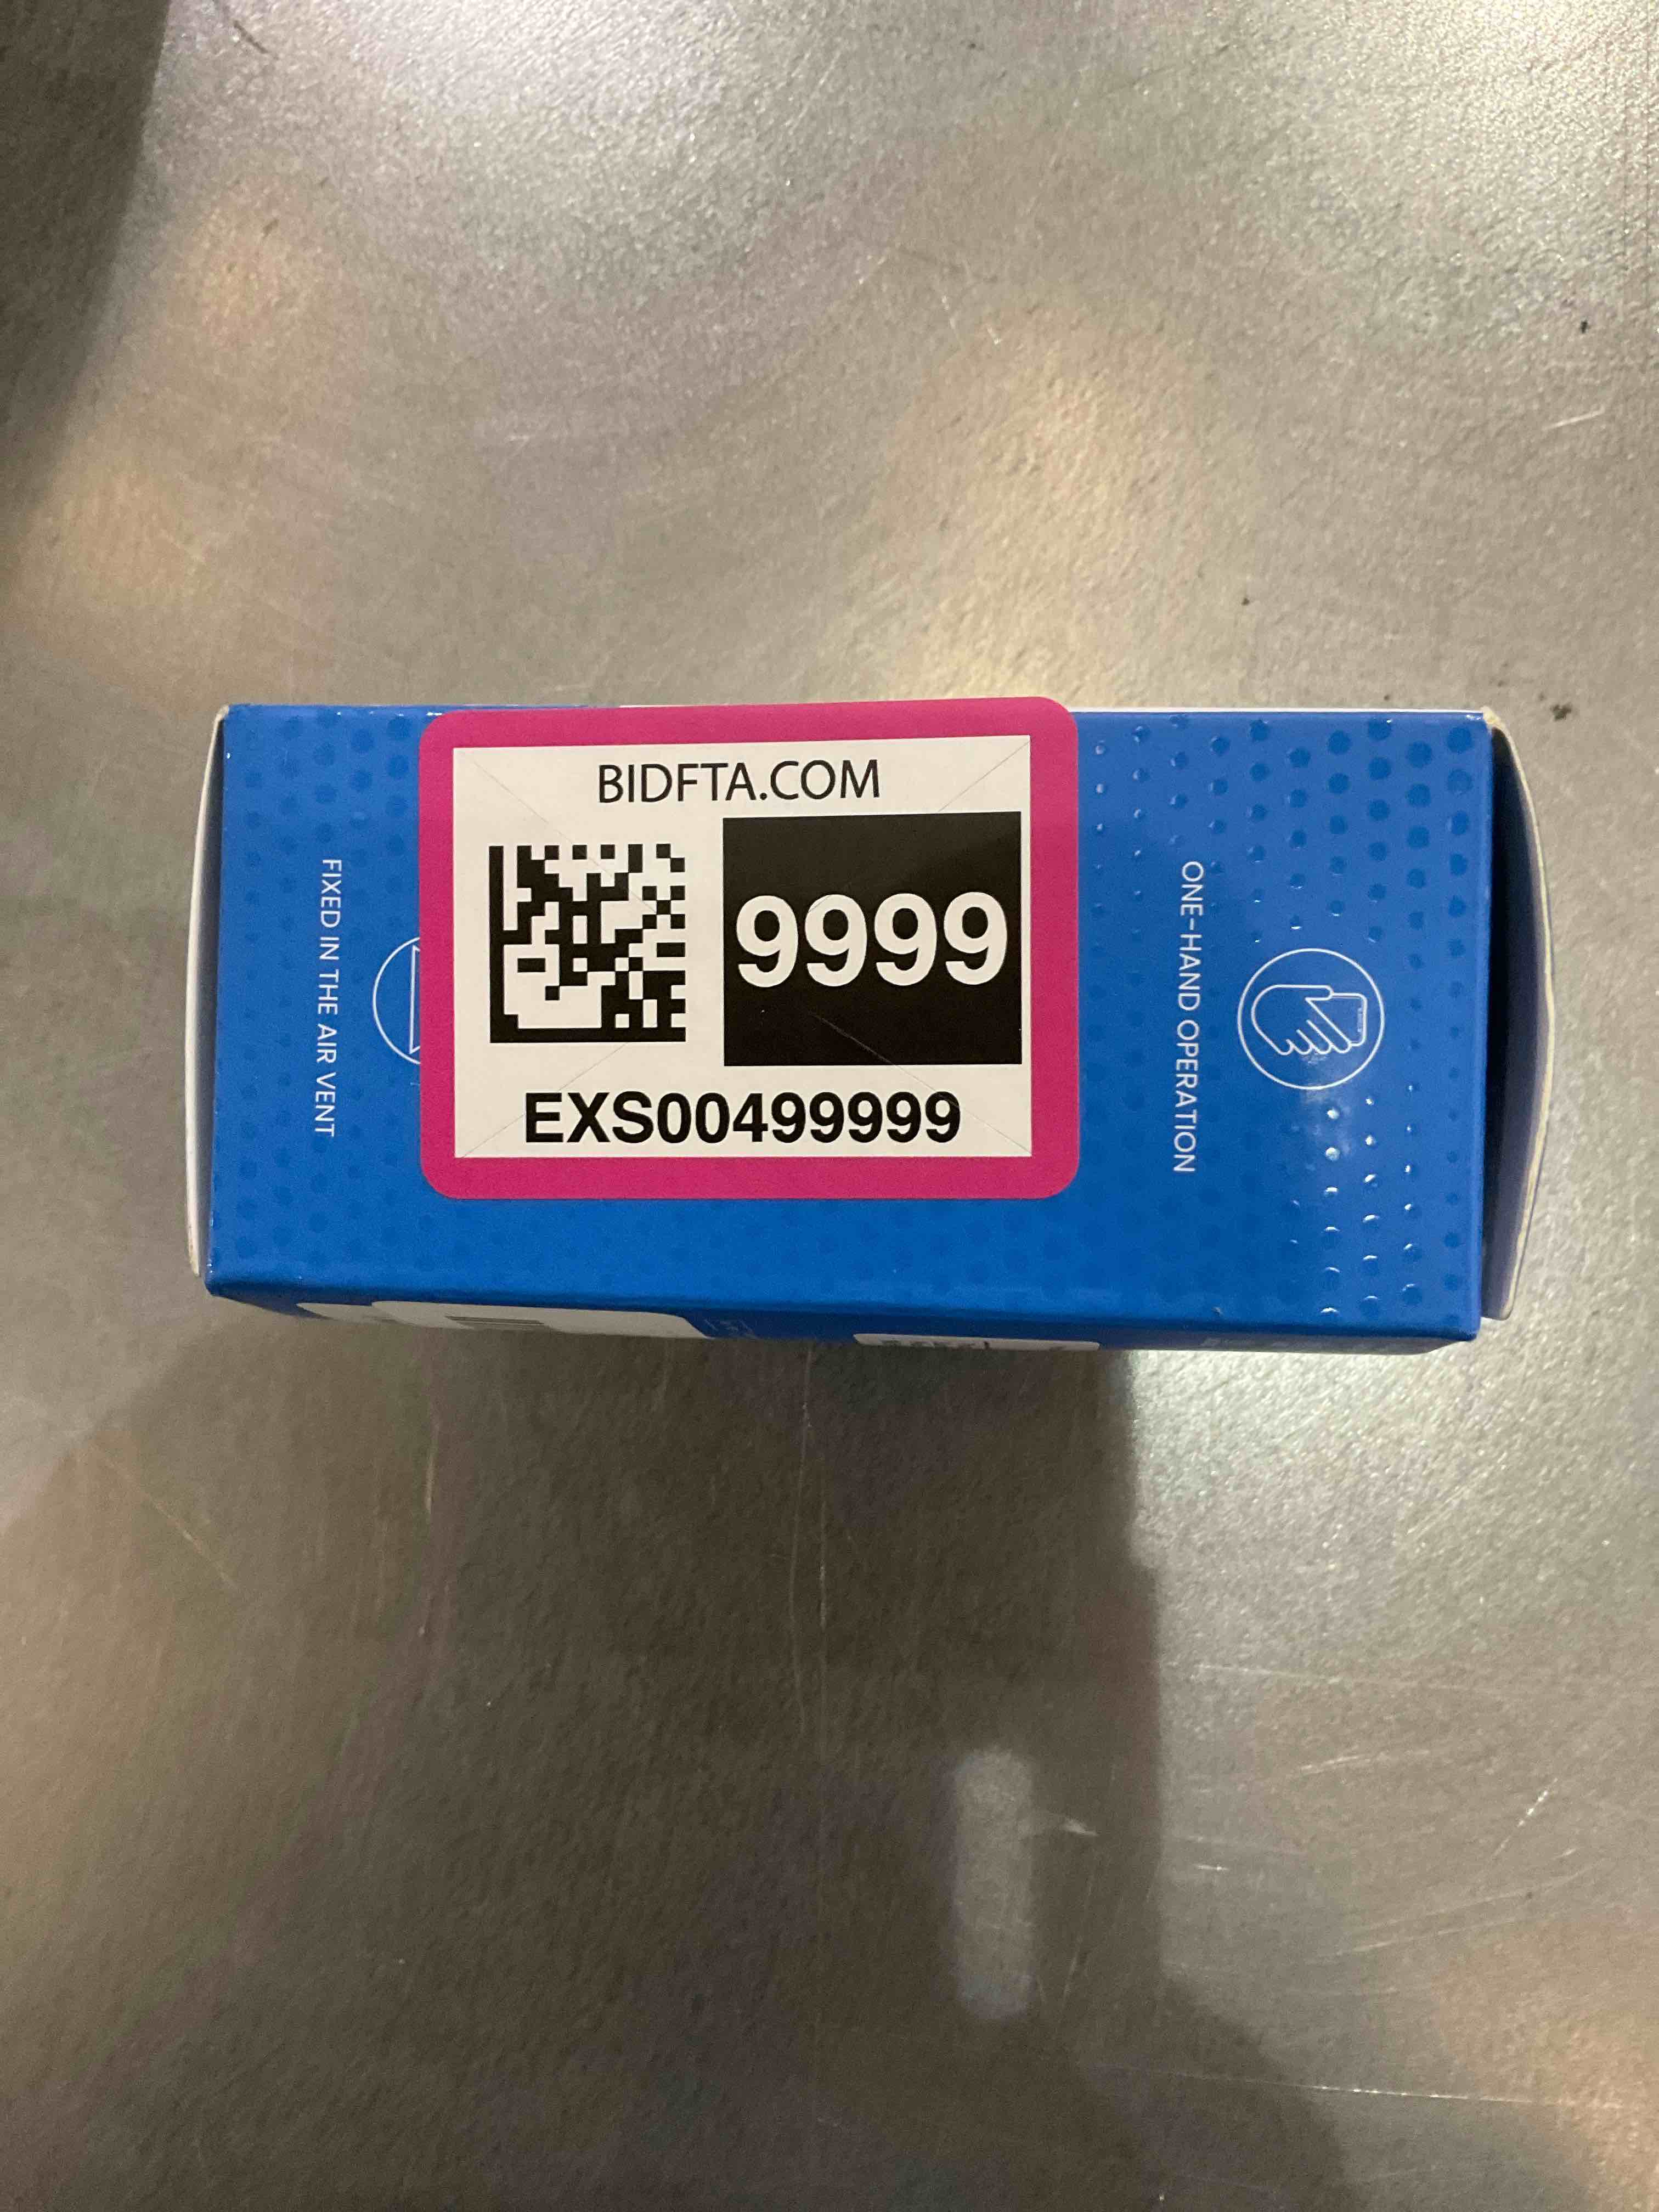 BIDFTA.COM
9999
EXS00499999
FIXED IN THE AIR VENT
ONE-HAND OPERATION